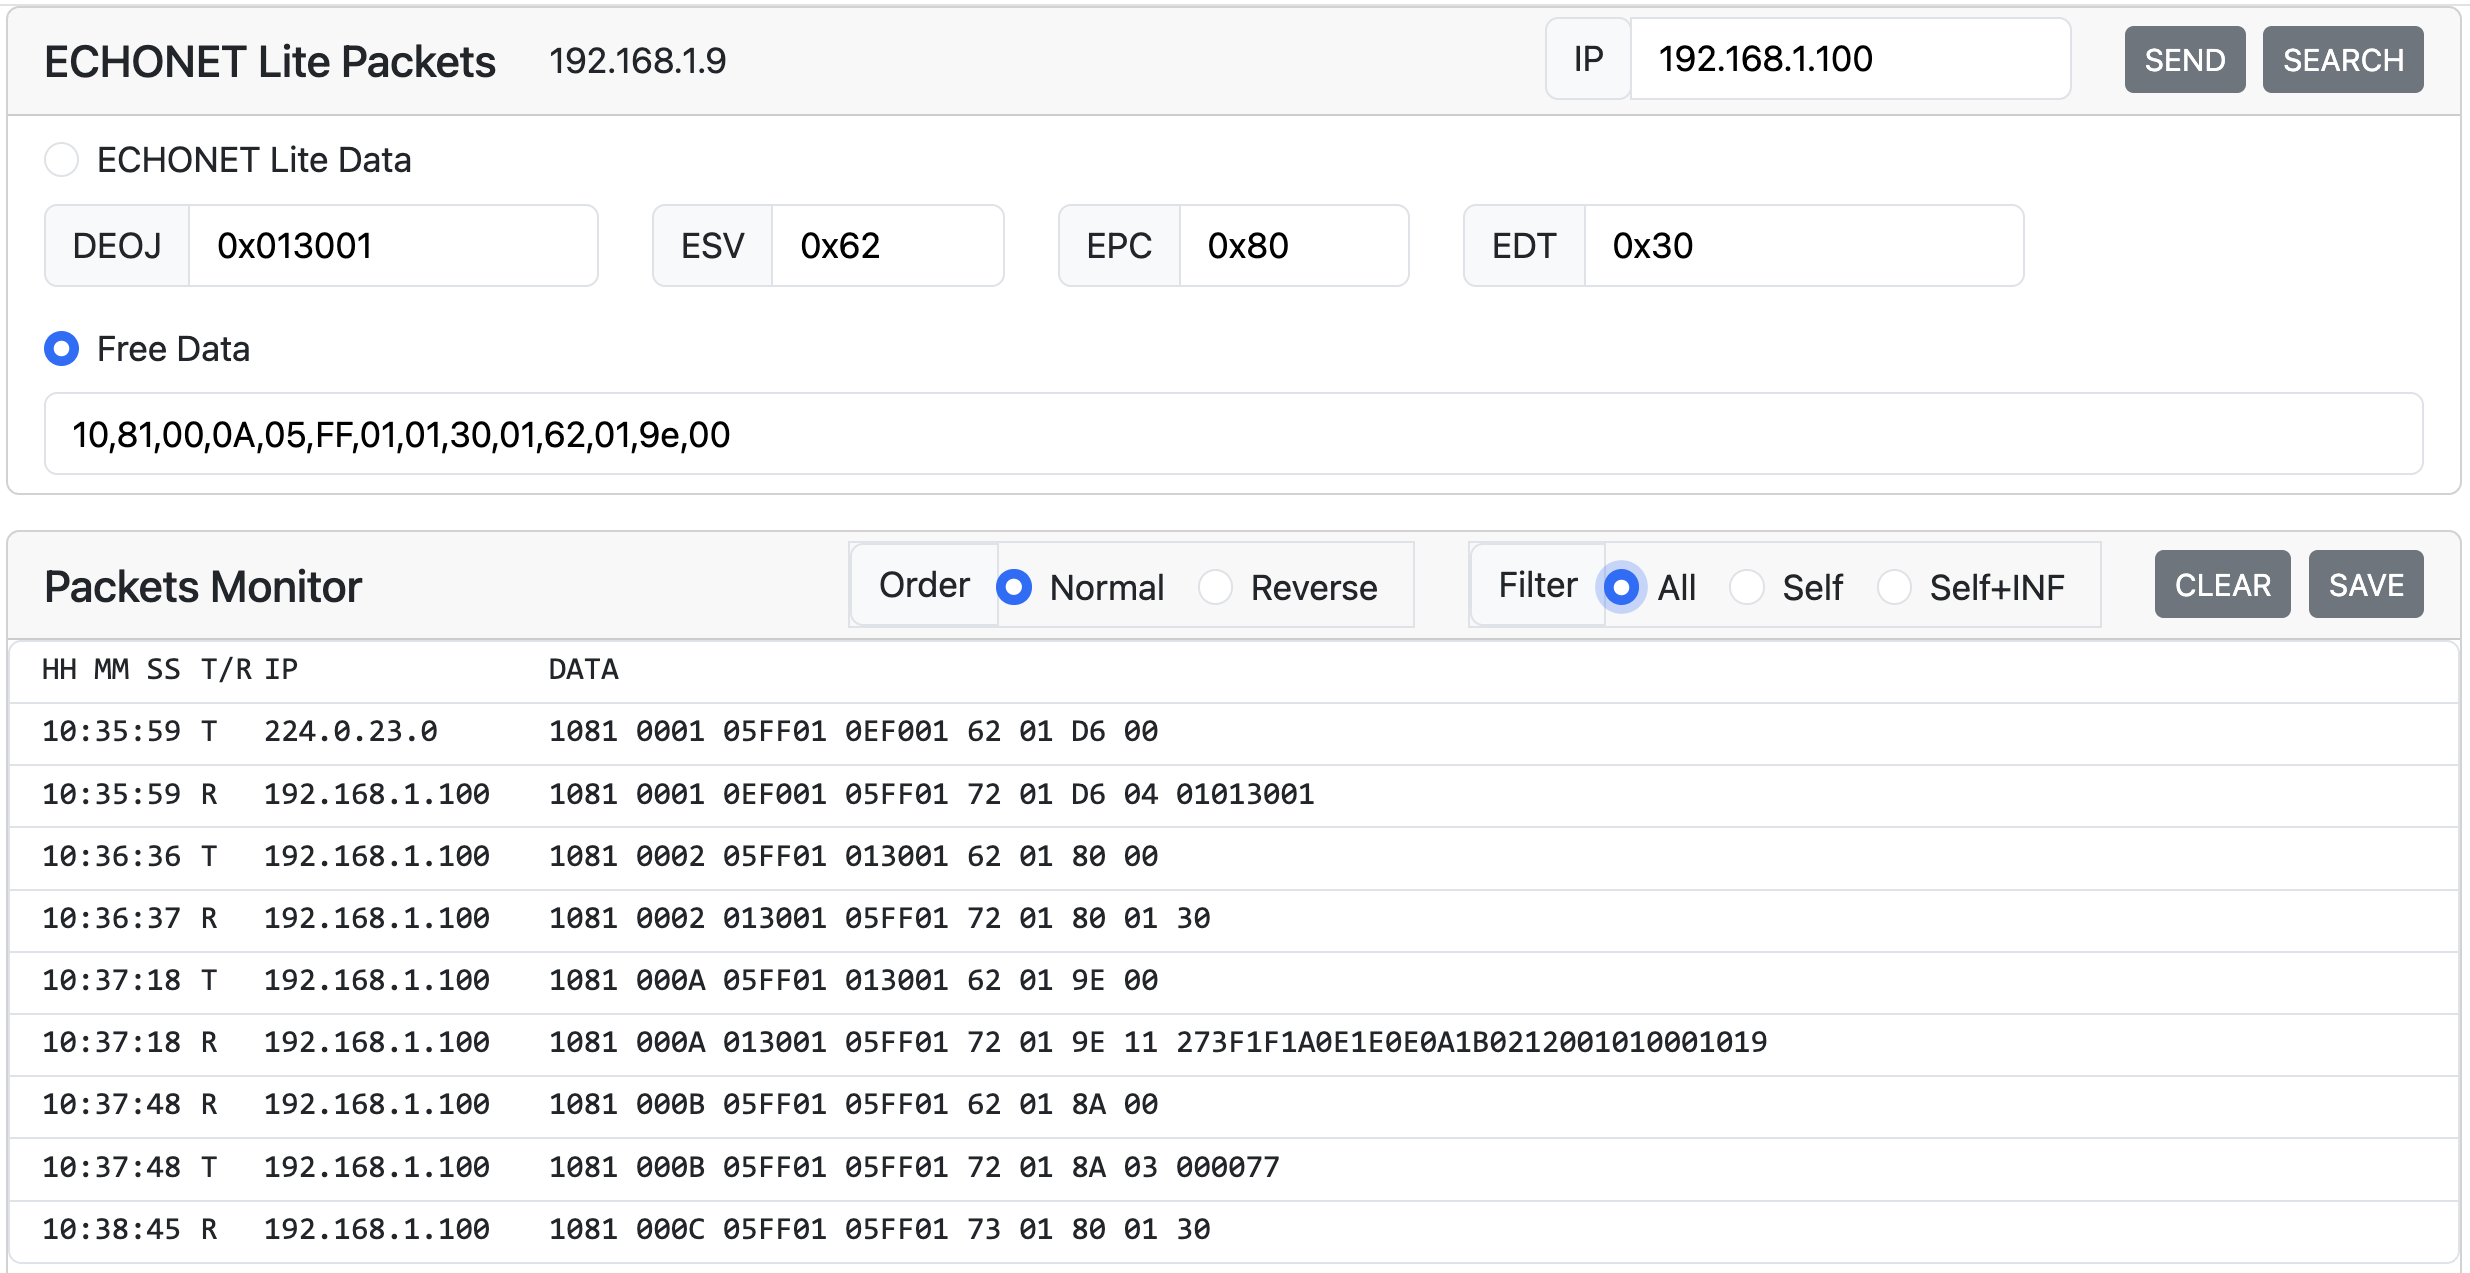 ECHONET Lite Packets 192.168.1.9 IP 192.168.1.100 SEND SEARCH
ECHONET Lite Data
DEOJ 0x013001 ESV 0x62 EPC 0x80 EDT 0x30
Free Data
10,81,00,0A,05,FF,01,01,30,01,62,01,9e,00
Packets Monitor Order Normal Reverse Filter All Self Self+INF CLEAR SAVE
HH MM SS T/R IP DATA
10:35:59 T 224.0.23.0 1081 0001 05FF01 0EF001 62 01 D6 00
10:35:59 R 192.168.1.100 1081 0001 0EF001 05FF01 72 01 D6 04 01013001
10:36:36 T 192.168.1.100 1081 0002 05FF01 013001 62 01 80 00
10:36:37 R 192.168.1.100 1081 0002 013001 05FF01 72 01 80 01 30
10:37:18 T 192.168.1.100 1081 000A 05FF01 013001 62 01 9E 00
10:37:18 R 192.168.1.100 1081 000A 013001 05FF01 72 01 9E 11 273F1F1A0E1E0E0A1B0212001010001019
10:37:48 R 192.168.1.100 1081 000B 05FF01 05FF01 62 01 8A 00
10:37:48 T 192.168.1.100 1081 000B 05FF01 05FF01 72 01 8A 03 000077
10:38:45 R 192.168.1.100 1081 000C 05FF01 05FF01 73 01 80 01 30